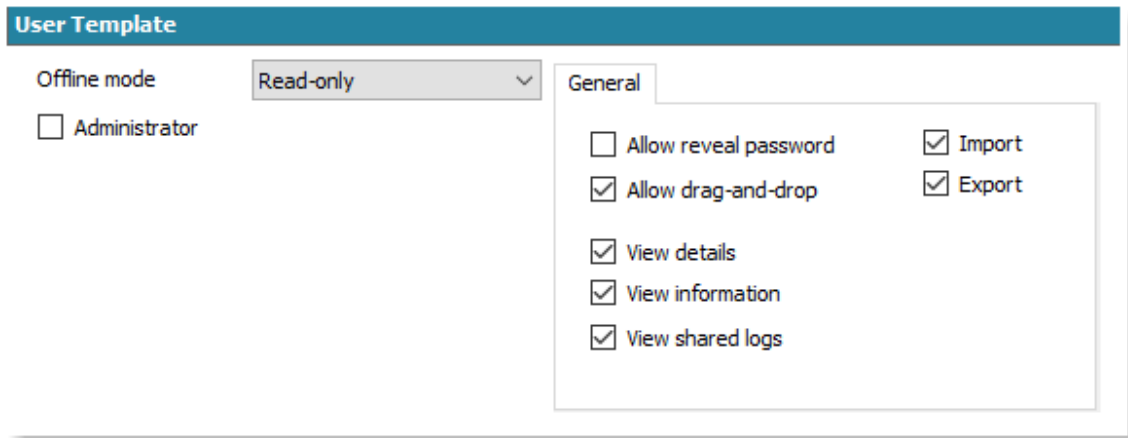 User Template
Offline mode
Read-only
Administrator
General
Allow reveal password
Import
Allow drag-and-drop
Export
View details
View information
View shared logs